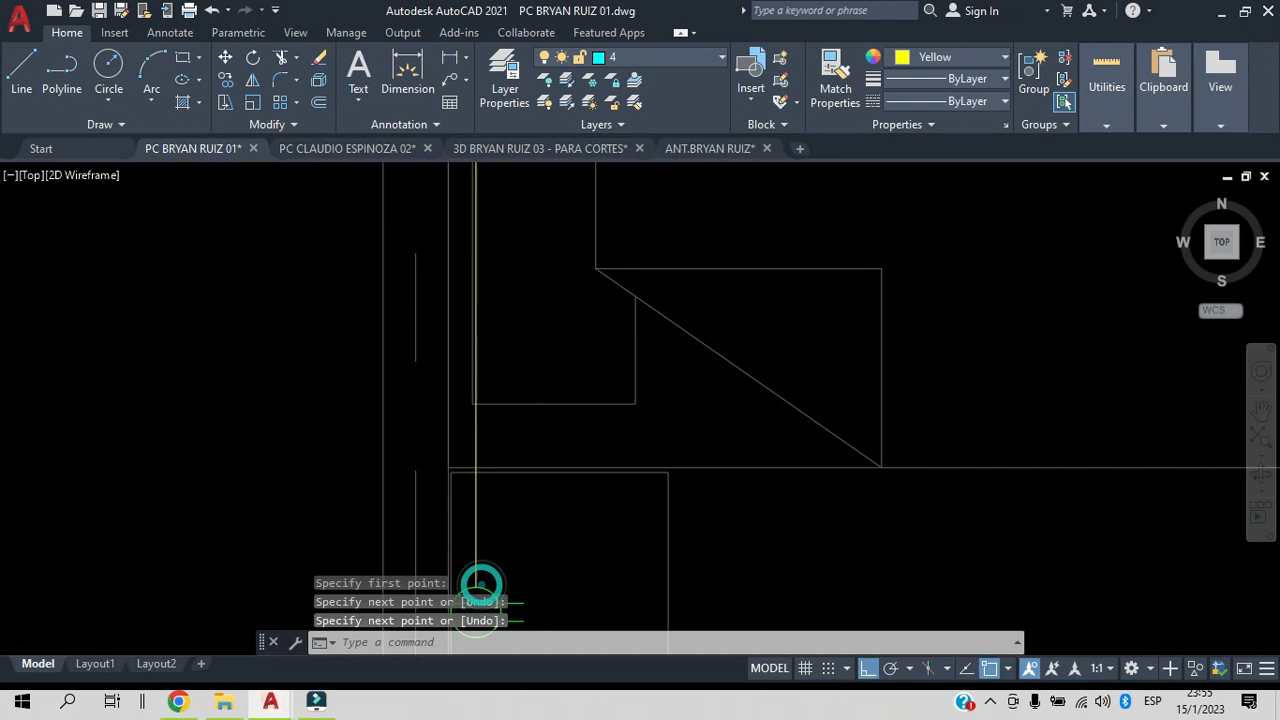 Autodesk AutoCAD 2021 PC BRYAN RUIZ 01.dwg
Type a keyword or phrase
Sign In
Home Insert Annotate Parametric View Manage Output Add-ins Collaborate Featured Apps
Line Polyline Circle Arc
Draw
Modify
Text Dimension
Annotation
Layer
Properties
4
Layers
Insert
Block
Match
Properties
Yellow
ByLayer
ByLayer
Properties
Group
Groups
Utilities
Clipboard
View
Start PC BRYAN RUIZ 01* PC CLAUDIO ESPINOZA 02* 3D BRYAN RUIZ 03 - PARA CORTES* ANT.BRYAN RUIZ*
[−][Top][2D Wireframe]
N
W TOP E
S
WCS
Specify first point:
Specify next point or [Undo]:
Specify next point or [Undo]:
Type a command
Model Layout1 Layout2
MODEL 1:1
ESP
23:55
15/1/2023